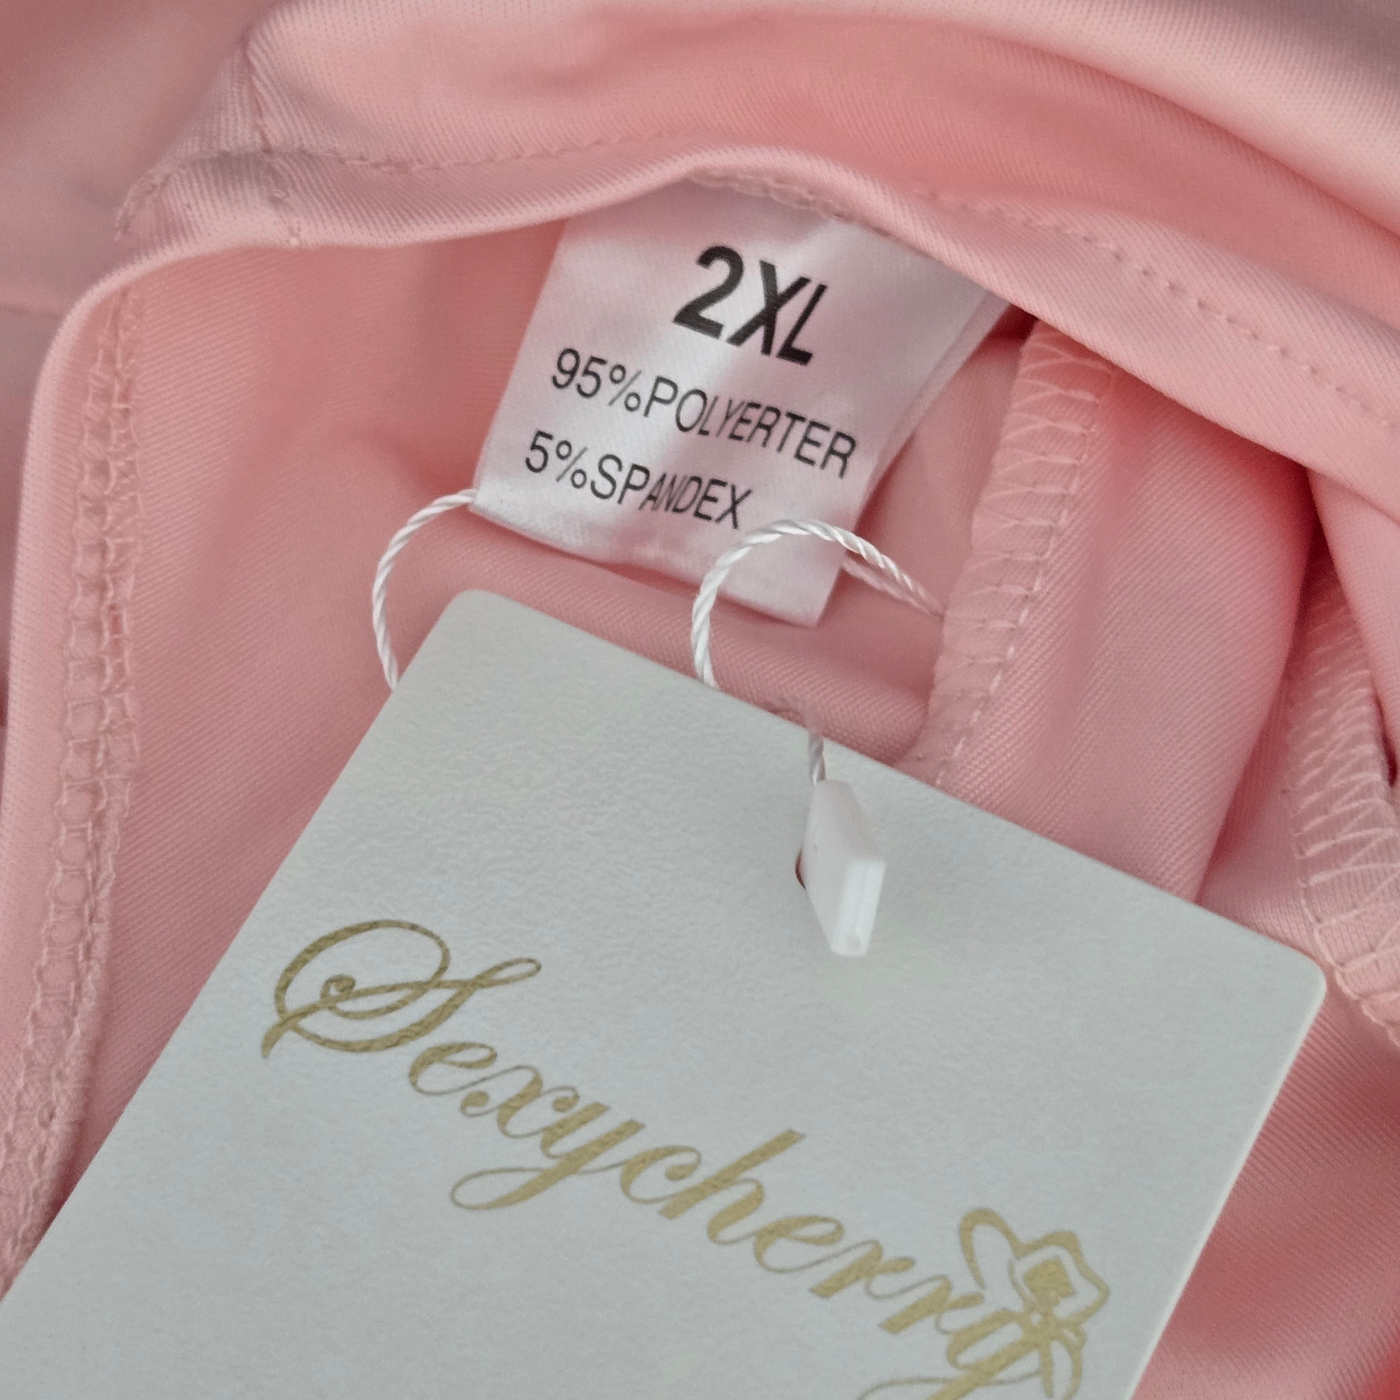 2XL
95%POLYERTER
5%SPANDEX
Sexycherry